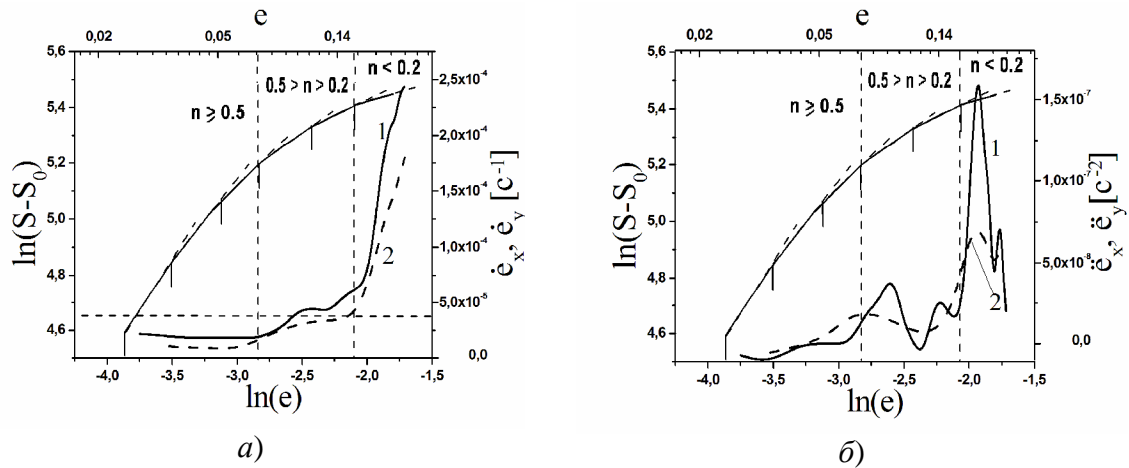 e
0,02 0,05 0,14
5,6 5,4 5,2 5,0 4,8 4,6
ln(S-S₀)
n ⩾ 0.5
0.5 > n > 0.2
n < 0.2
1
2
2,5x10⁻⁴
2,0x10⁻⁴
1,5x10⁻⁴
1,0x10⁻⁴
5,0x10⁻⁵
0,0
ėₓ, ėᵧ [c⁻¹]
-4,0 -3,5 -3,0 -2,5 -2,0 -1,5
ln(e)
а)
e
0,02 0,05 0,14
5,6 5,4 5,2 5,0 4,8 4,6
ln(S-S₀)
n ⩾ 0.5
0.5 > n > 0.2
n < 0.2
1
2
1,5x10⁻⁷
1,0x10⁻⁷
5,0x10⁻⁸
0,0
ëₓ, ëᵧ[c⁻²]
-4,0 -3,5 -3,0 -2,5 -2,0 -1,5
ln(e)
б)